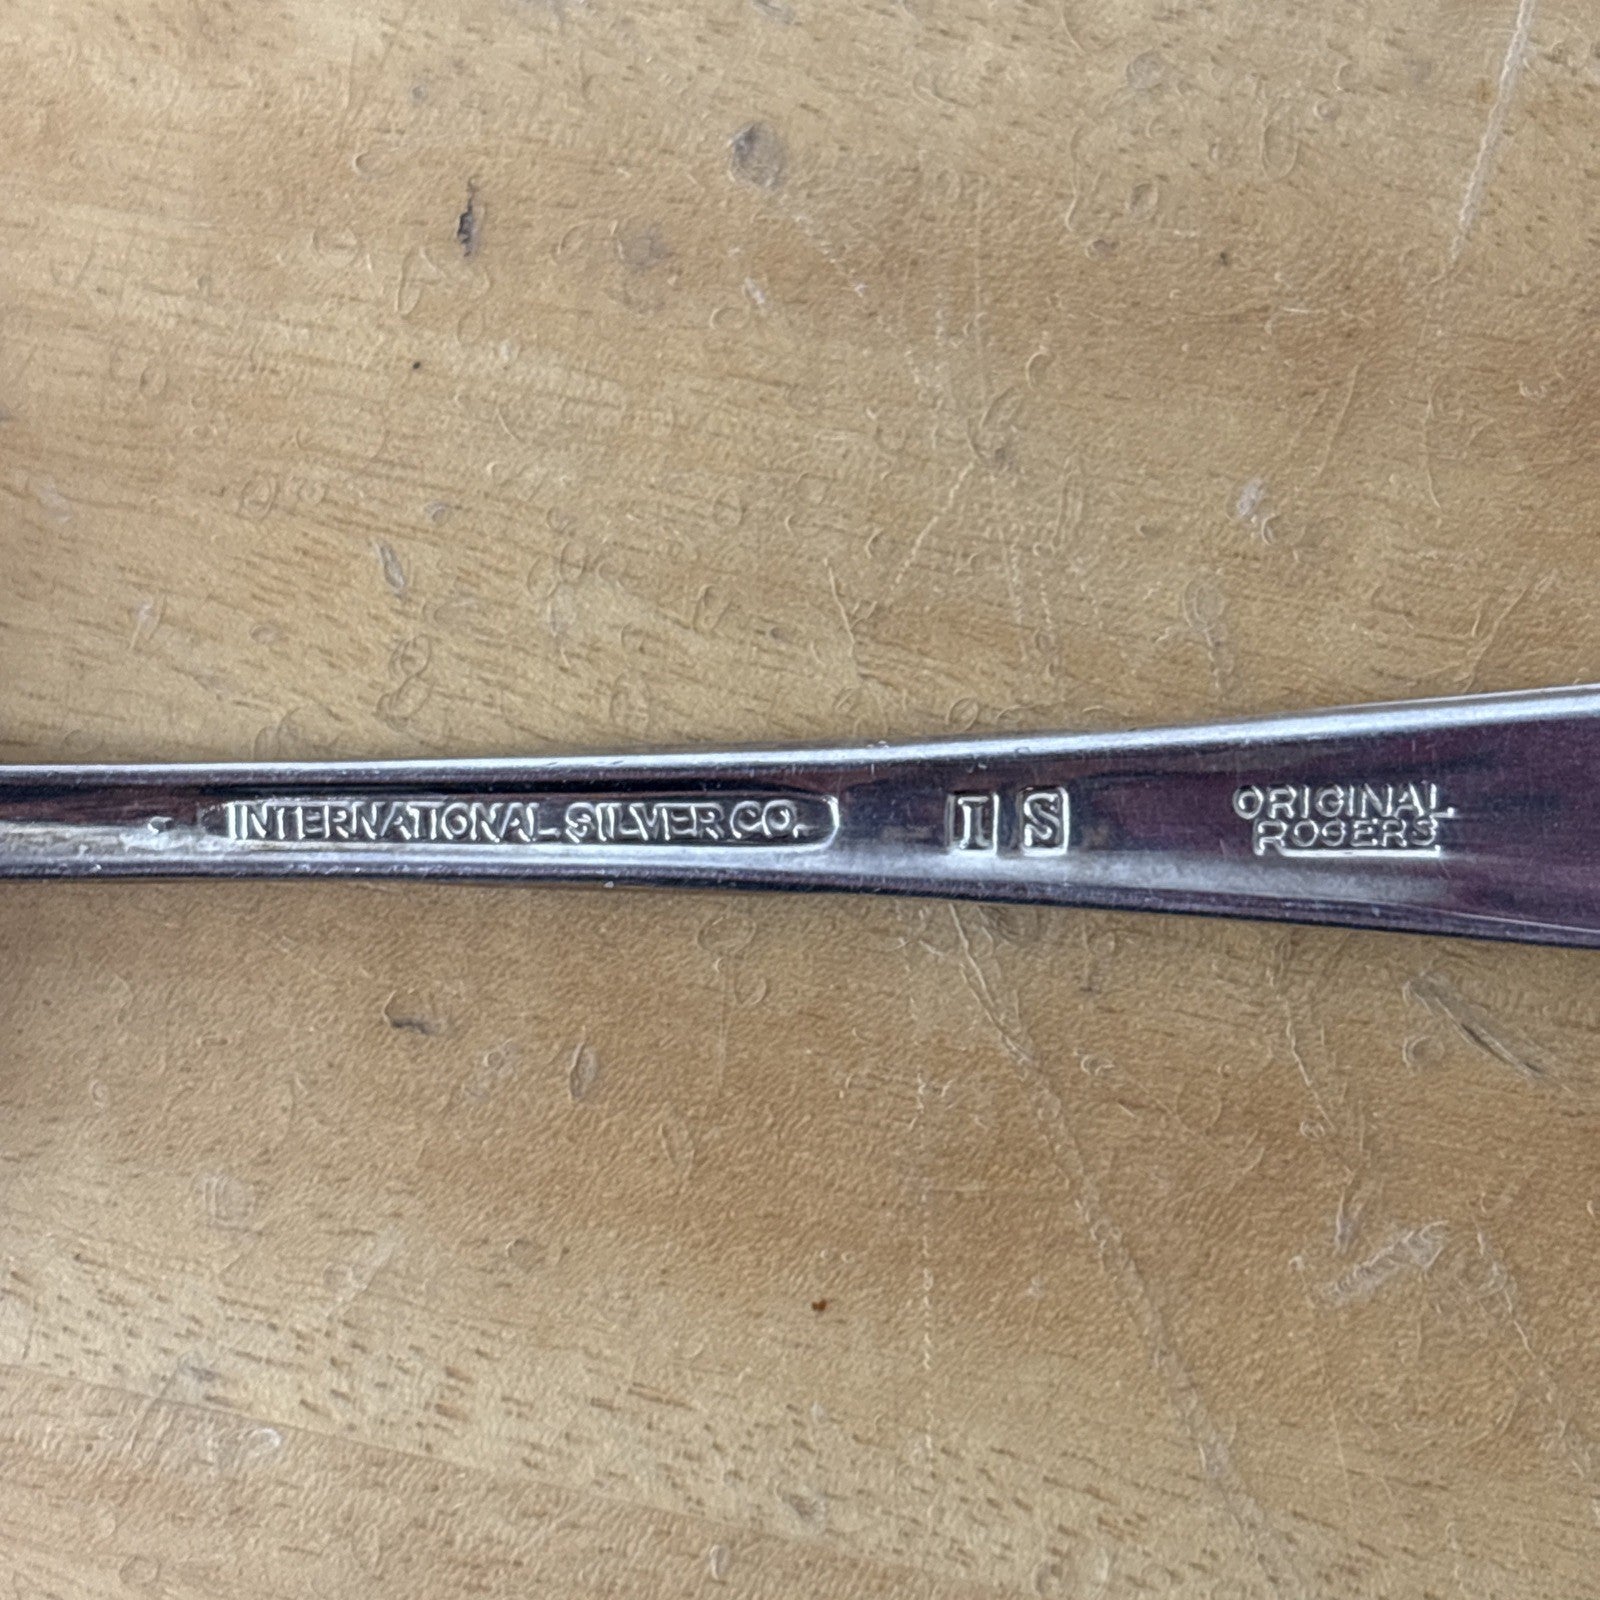 INTERNATIONAL SILVER CO. I S ORIGINAL
ROGERS